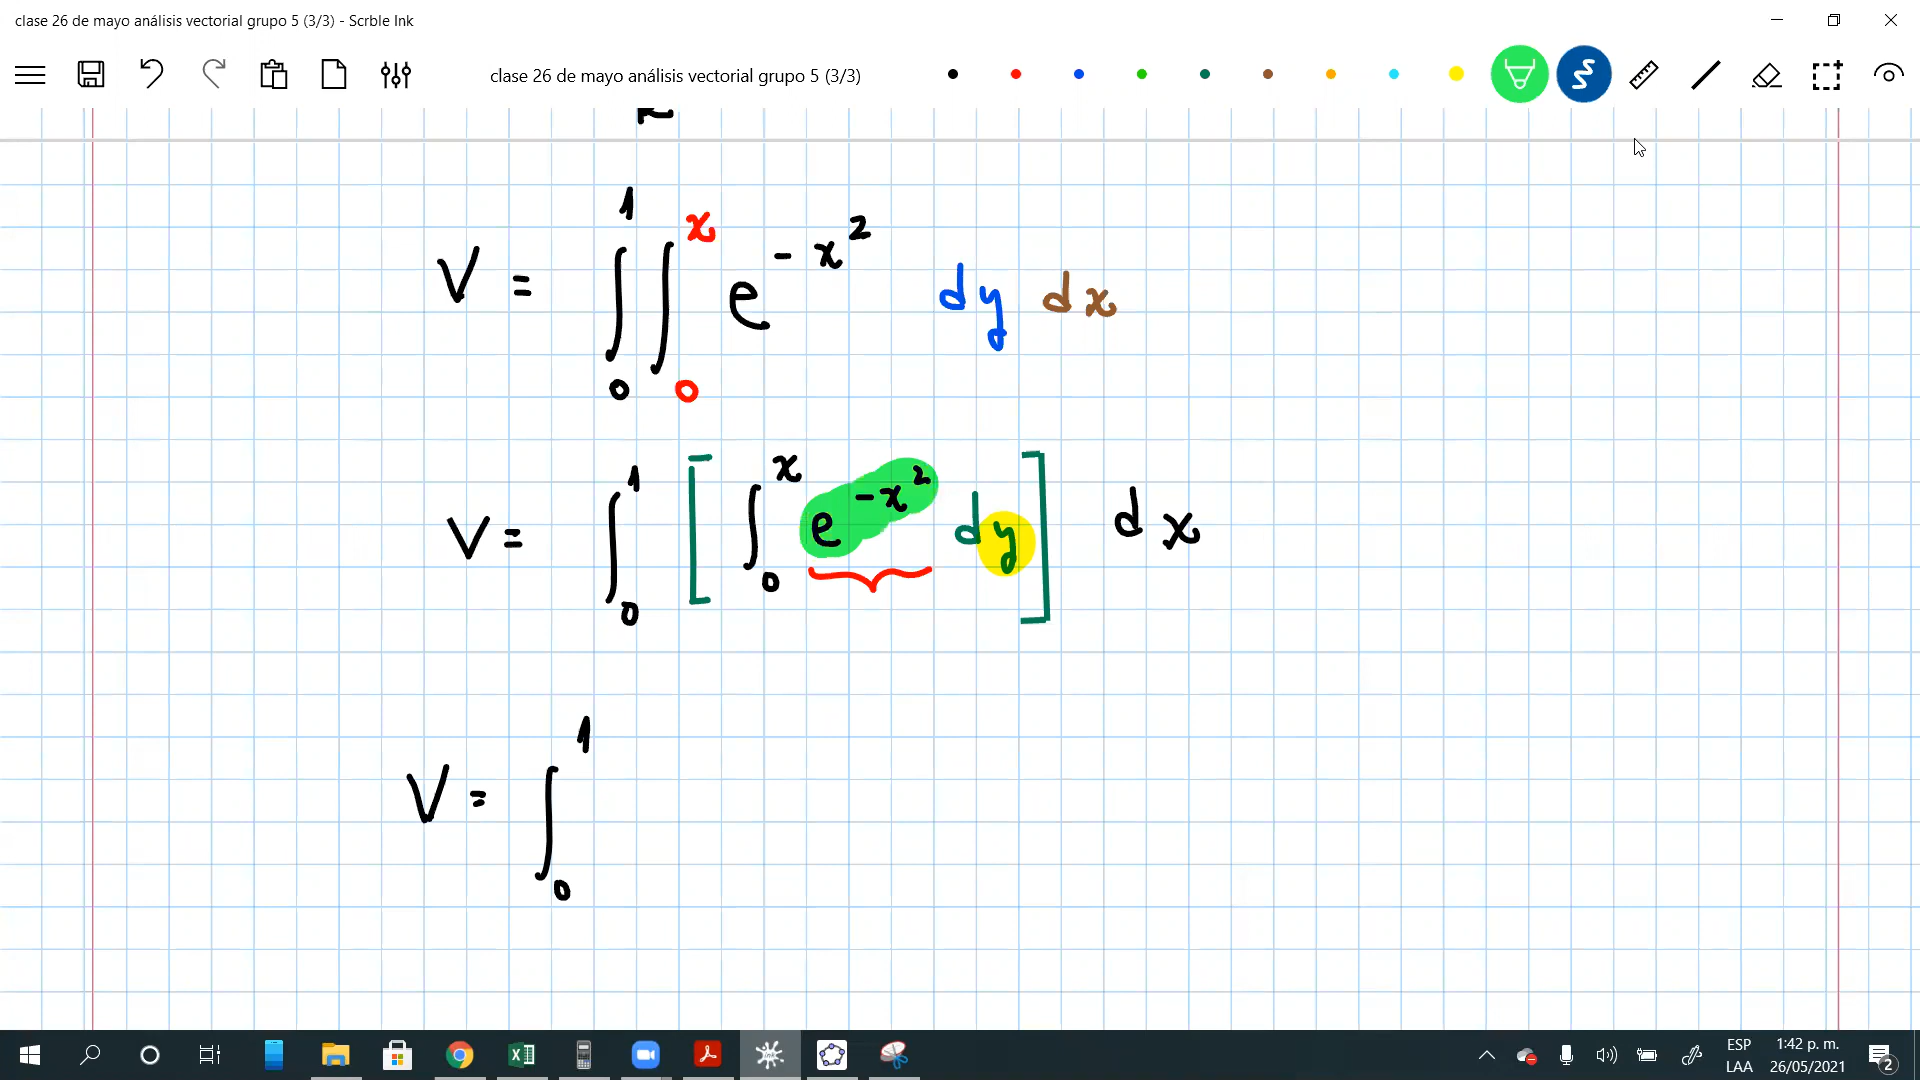 clase 26 de mayo análisis vectorial grupo 5 (3/3) - Scrble Ink
clase 26 de mayo análisis vectorial grupo 5 (3/3)
V = ∫₀¹ ∫₀ˣ e^(-x²) dy dx
V = ∫₀¹ [ ∫₀ˣ e^(-x²) dy ] dx
V = ∫₀¹
ESP
LAA
1:42 p. m.
26/05/2021
2